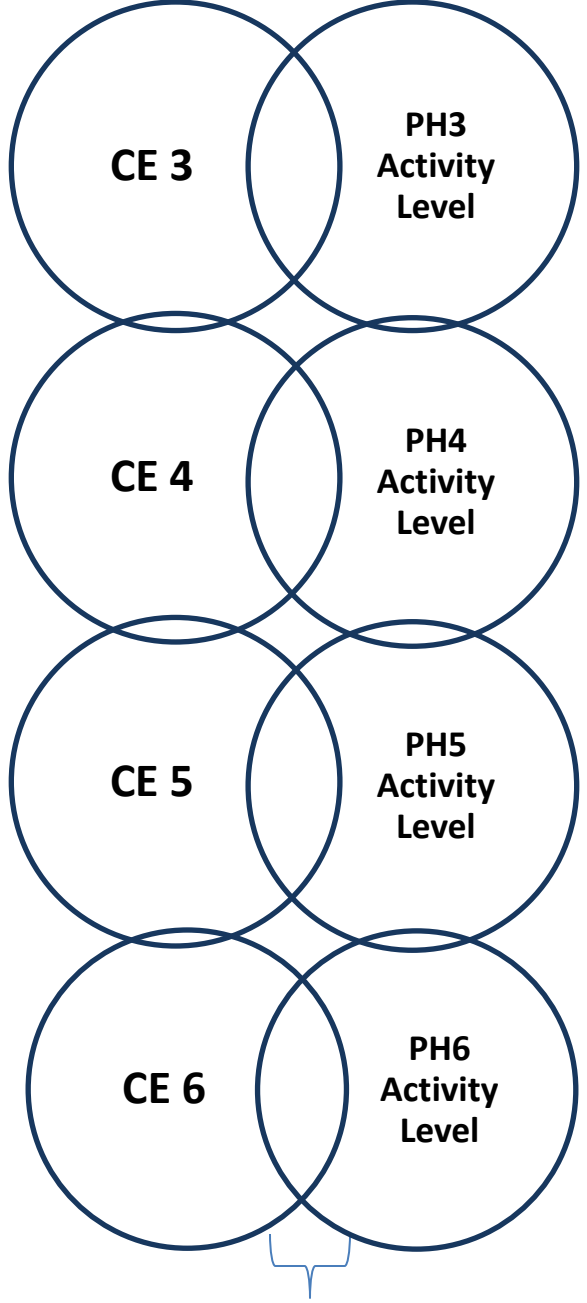 CE 3
PH3
Activity
Level
CE 4
PH4
Activity
Level
CE 5
PH5
Activity
Level
CE 6
PH6
Activity
Level